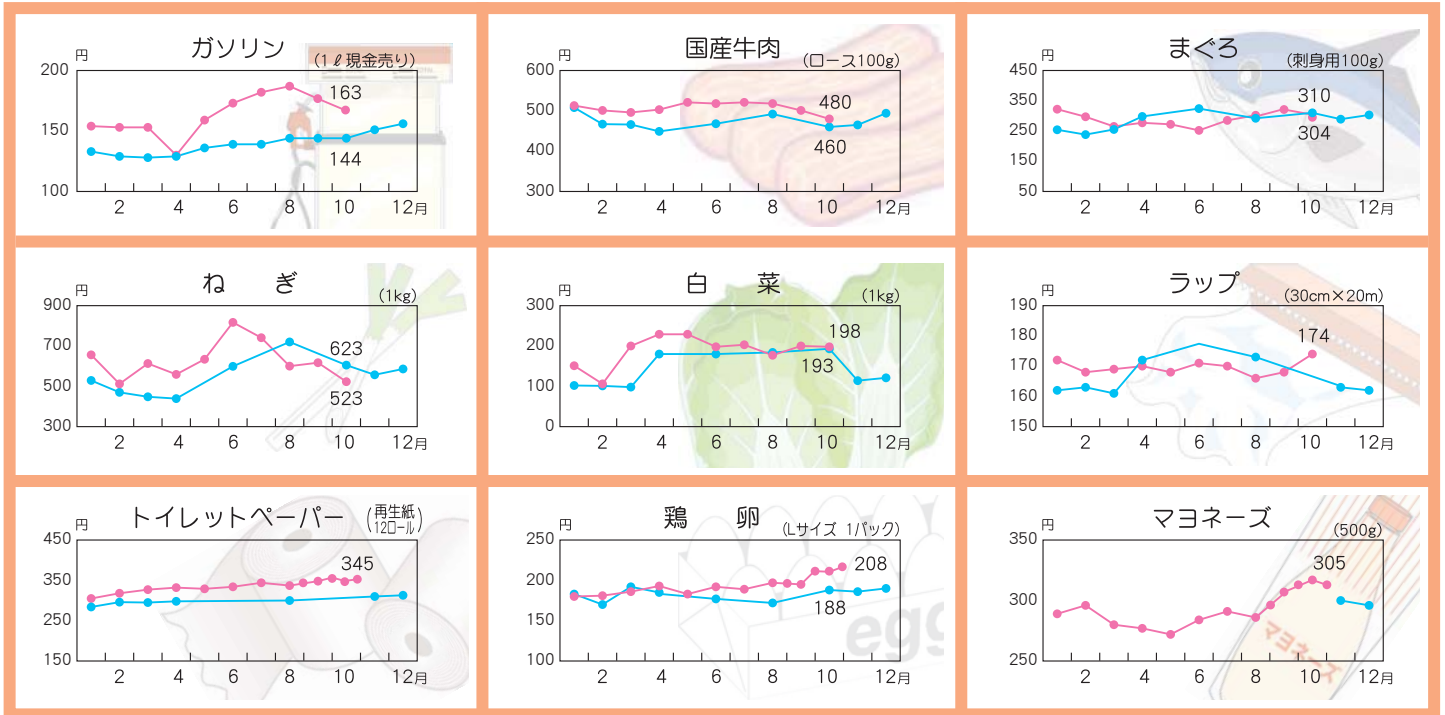 ガソリン
円
(1ℓ現金売り)
200
150
100
163
144
2 4 6 8 10 12月
国産牛肉
円
(ロース100g)
600
500
400
300
480
460
2 4 6 8 10 12月
まぐろ
円
(刺身用100g)
450
350
250
150
50
310
304
2 4 6 8 10 12月
ねぎ
円
(1kg)
900
700
500
300
623
523
2 4 6 8 10 12月
白菜
円
(1kg)
300
200
100
0
198
193
2 4 6 8 10 12月
ラップ
円
(30cm×20m)
190
180
170
160
150
174
2 4 6 8 10 12月
トイレットペーパー
(再生紙
12ロール)
円
450
350
250
150
345
2 4 6 8 10 12月
鶏卵
円
(Lサイズ 1パック)
250
200
150
100
208
188
egg
2 4 6 8 10 12月
マヨネーズ
円
(500g)
350
300
250
305
マヨネーズ
2 4 6 8 10 12月